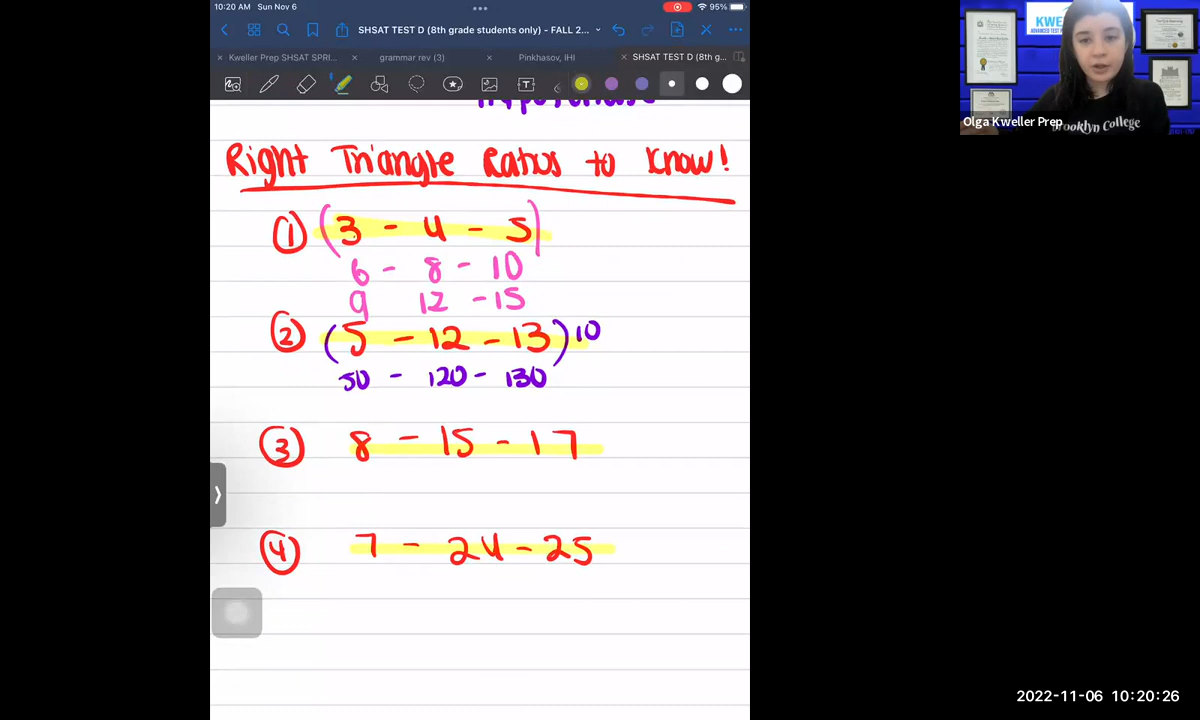 10:20 AM Sun Nov 6
95%
SHSAT TEST D (8th grade students only) - FALL 2...
Kweller Prep SHSAT SPRI...
grammar rev (3)
Pinkhasov, IHI
SHSAT TEST D (8th g...
Right Triangle Ratios to Know!
① (3 - 4 - 5)
6 - 8 - 10
9 12 - 15
② (5 - 12 - 13) 10
50 - 120 - 130
③ 8 - 15 - 17
④ 7 - 24 - 25
KWE
Olga Kweller Prep
Brooklyn College
2022-11-06 10:20:26